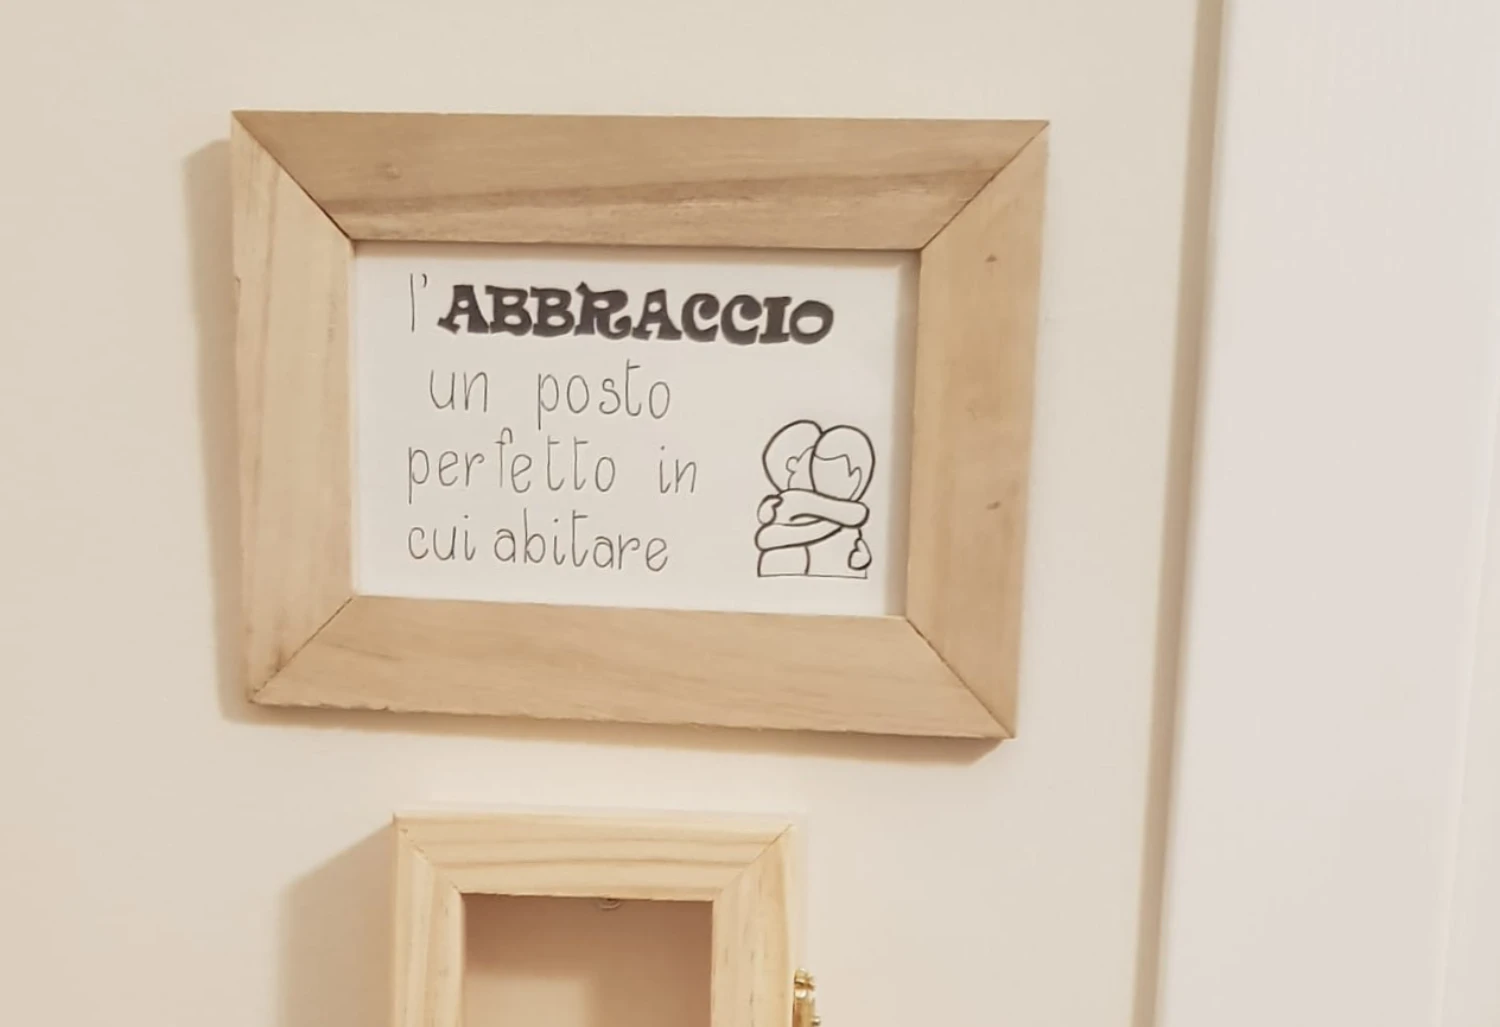 l'ABBRACCIO
un posto
perfetto in
cui abitare